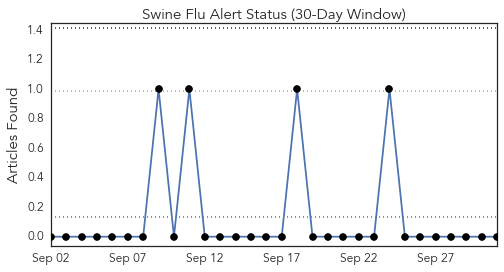 Swine Flu Alert Status (30-Day Window)
Articles Found
1.4
1.2
1.0
0.8
0.6
0.4
0.2
0.0
Sep 02 Sep 07 Sep 12 Sep 17 Sep 22 Sep 27